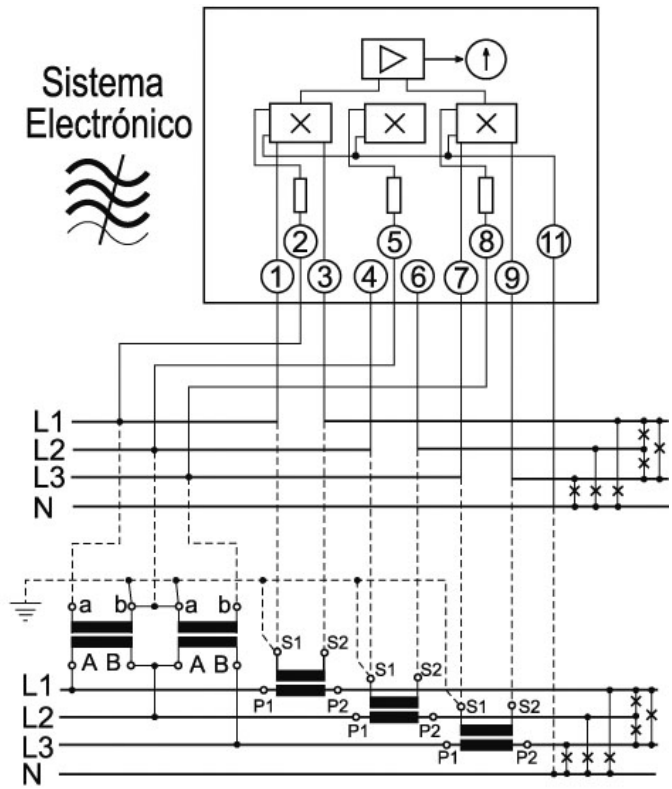 Sistema
Electrónico
2 5 8 11
1 3 4 6 7 9
L1
L2
L3
N
a b a b
S1 S2
A B A B
S1 S2
S1 S2
L1
P1 P2
L2
P1 P2
L3
P1 P2
N